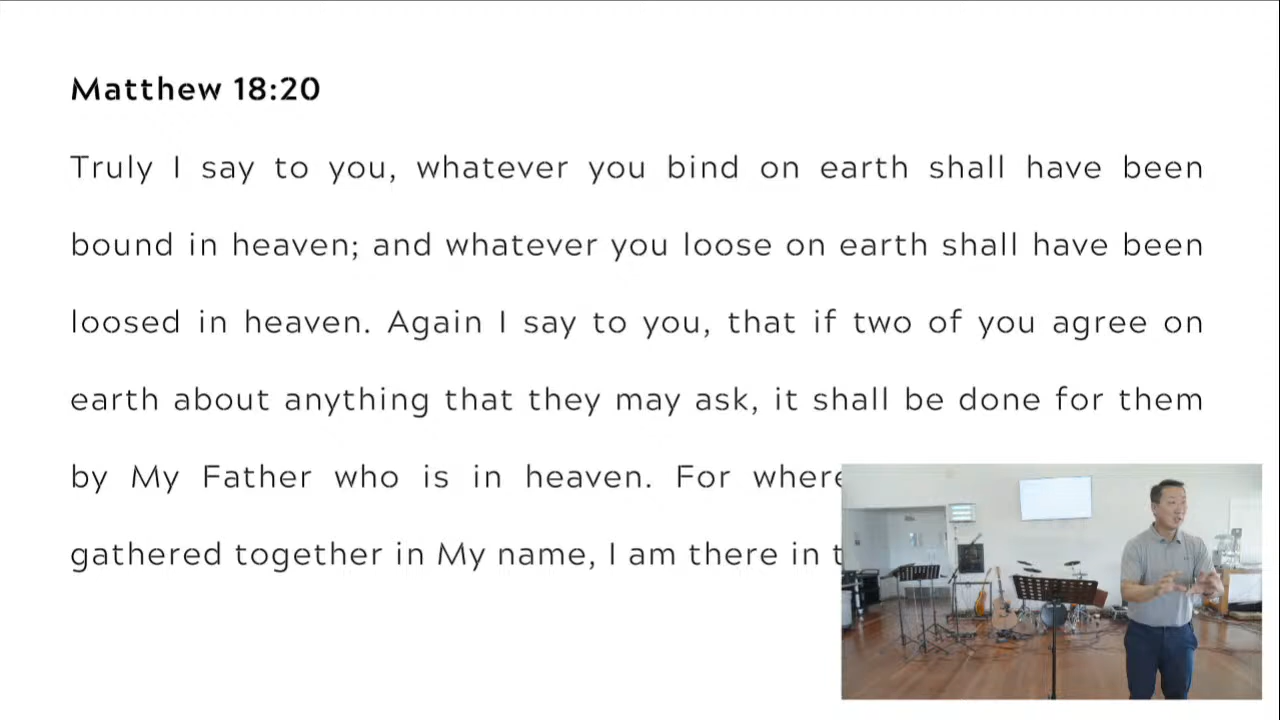 Matthew 18:20
Truly I say to you, whatever you bind on earth shall have been
bound in heaven; and whatever you loose on earth shall have been
loosed in heaven. Again I say to you, that if two of you agree on
earth about anything that they may ask, it shall be done for them
by My Father who is in heaven. For where
gathered together in My name, I am there in